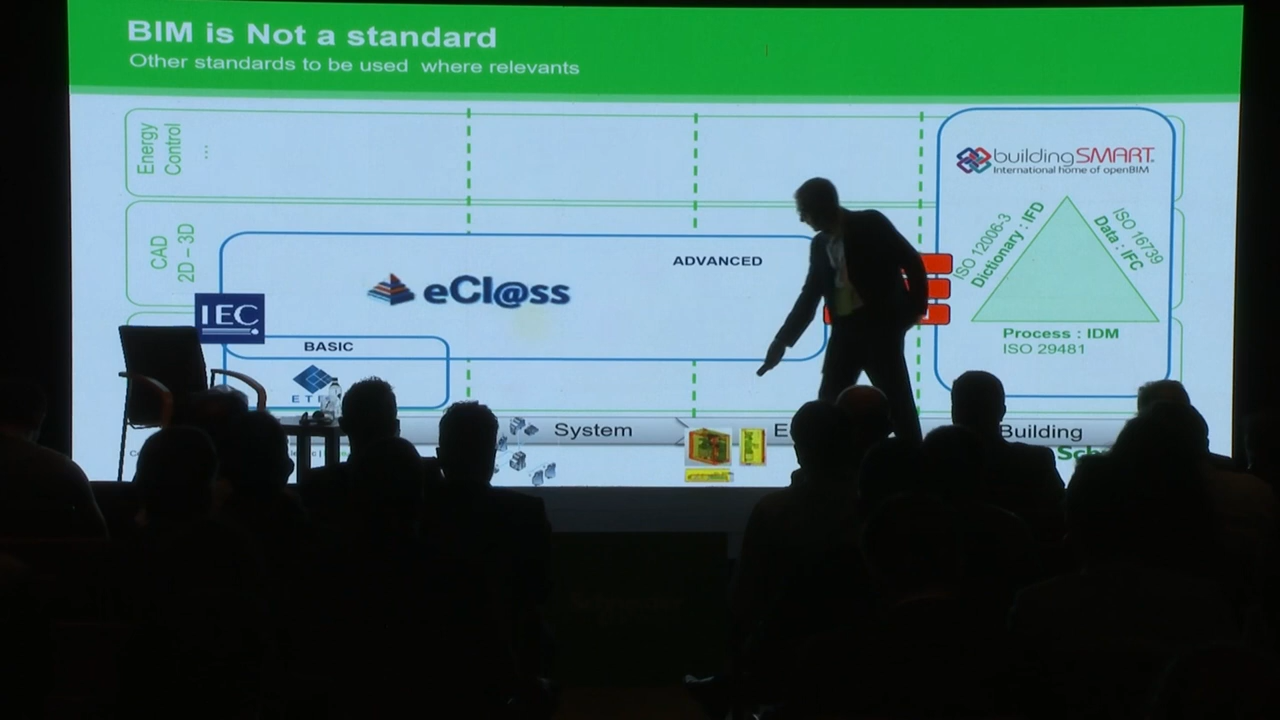 BIM is Not a standard
Other standards to be used where relevants
Energy
Control
...
CAD
2D – 3D
IEC
eCl@ss
ADVANCED
BASIC
buildingSMART
International home of openBIM
ISO 12006-3
Dictionary : IFD
ISO 16739
Data : IFC
Process : IDM
ISO 29481
System
Building